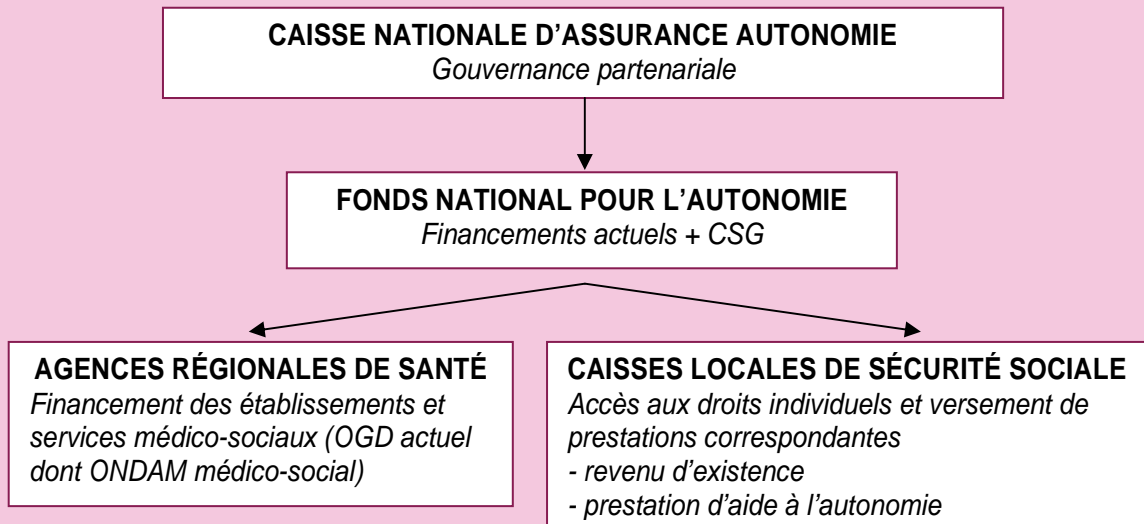 CAISSE NATIONALE D'ASSURANCE AUTONOMIE
Gouvernance partenariale
FONDS NATIONAL POUR L'AUTONOMIE
Financements actuels + CSG
AGENCES RÉGIONALES DE SANTÉ
Financement des établissements et
services médico-sociaux (OGD actuel
dont ONDAM médico-social)
CAISSES LOCALES DE SÉCURITÉ SOCIALE
Accès aux droits individuels et versement de
prestations correspondantes
- revenu d'existence
- prestation d'aide à l'autonomie